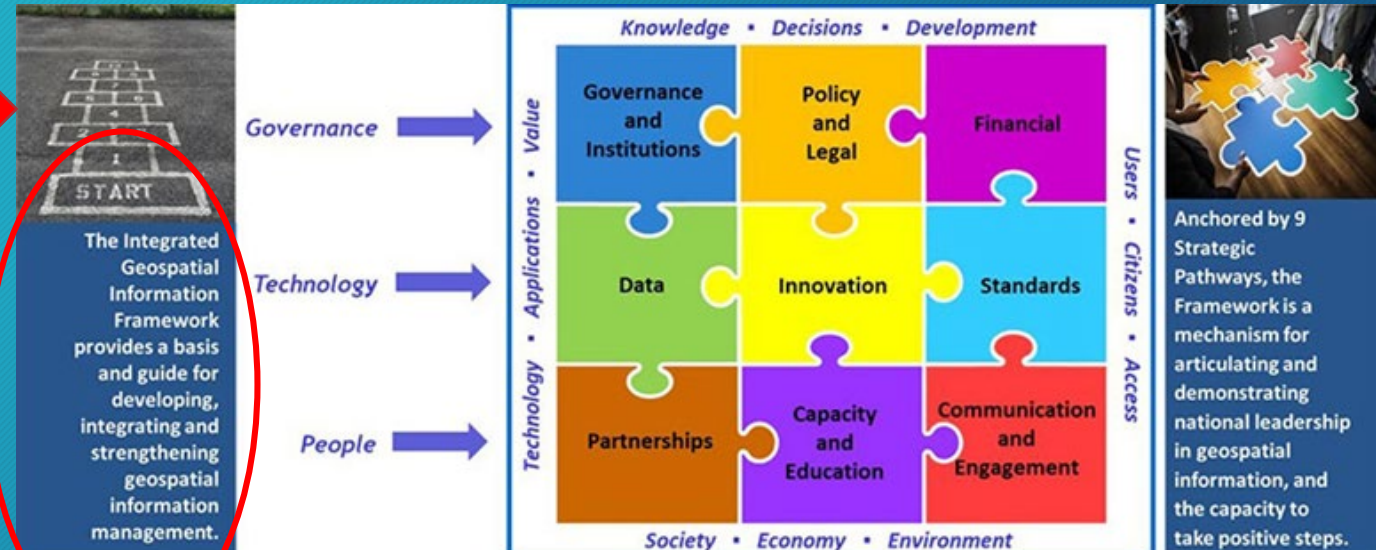 START
1
2
3
4
5
6
7
The Integrated
Geospatial
Information
Framework
provides a basis
and guide for
developing,
integrating and
strengthening
geospatial
information
management.
Governance
Technology
People
Knowledge ▪ Decisions ▪ Development
Technology ▪ Applications ▪ Value
Governance
and
Institutions
Policy
and
Legal
Financial
Data
Innovation
Standards
Partnerships
Capacity
and
Education
Communication
and
Engagement
Users ▪ Citizens ▪ Access
Society ▪ Economy ▪ Environment
Anchored by 9
Strategic
Pathways, the
Framework is a
mechanism for
articulating and
demonstrating
national leadership
in geospatial
information, and
the capacity to
take positive steps.